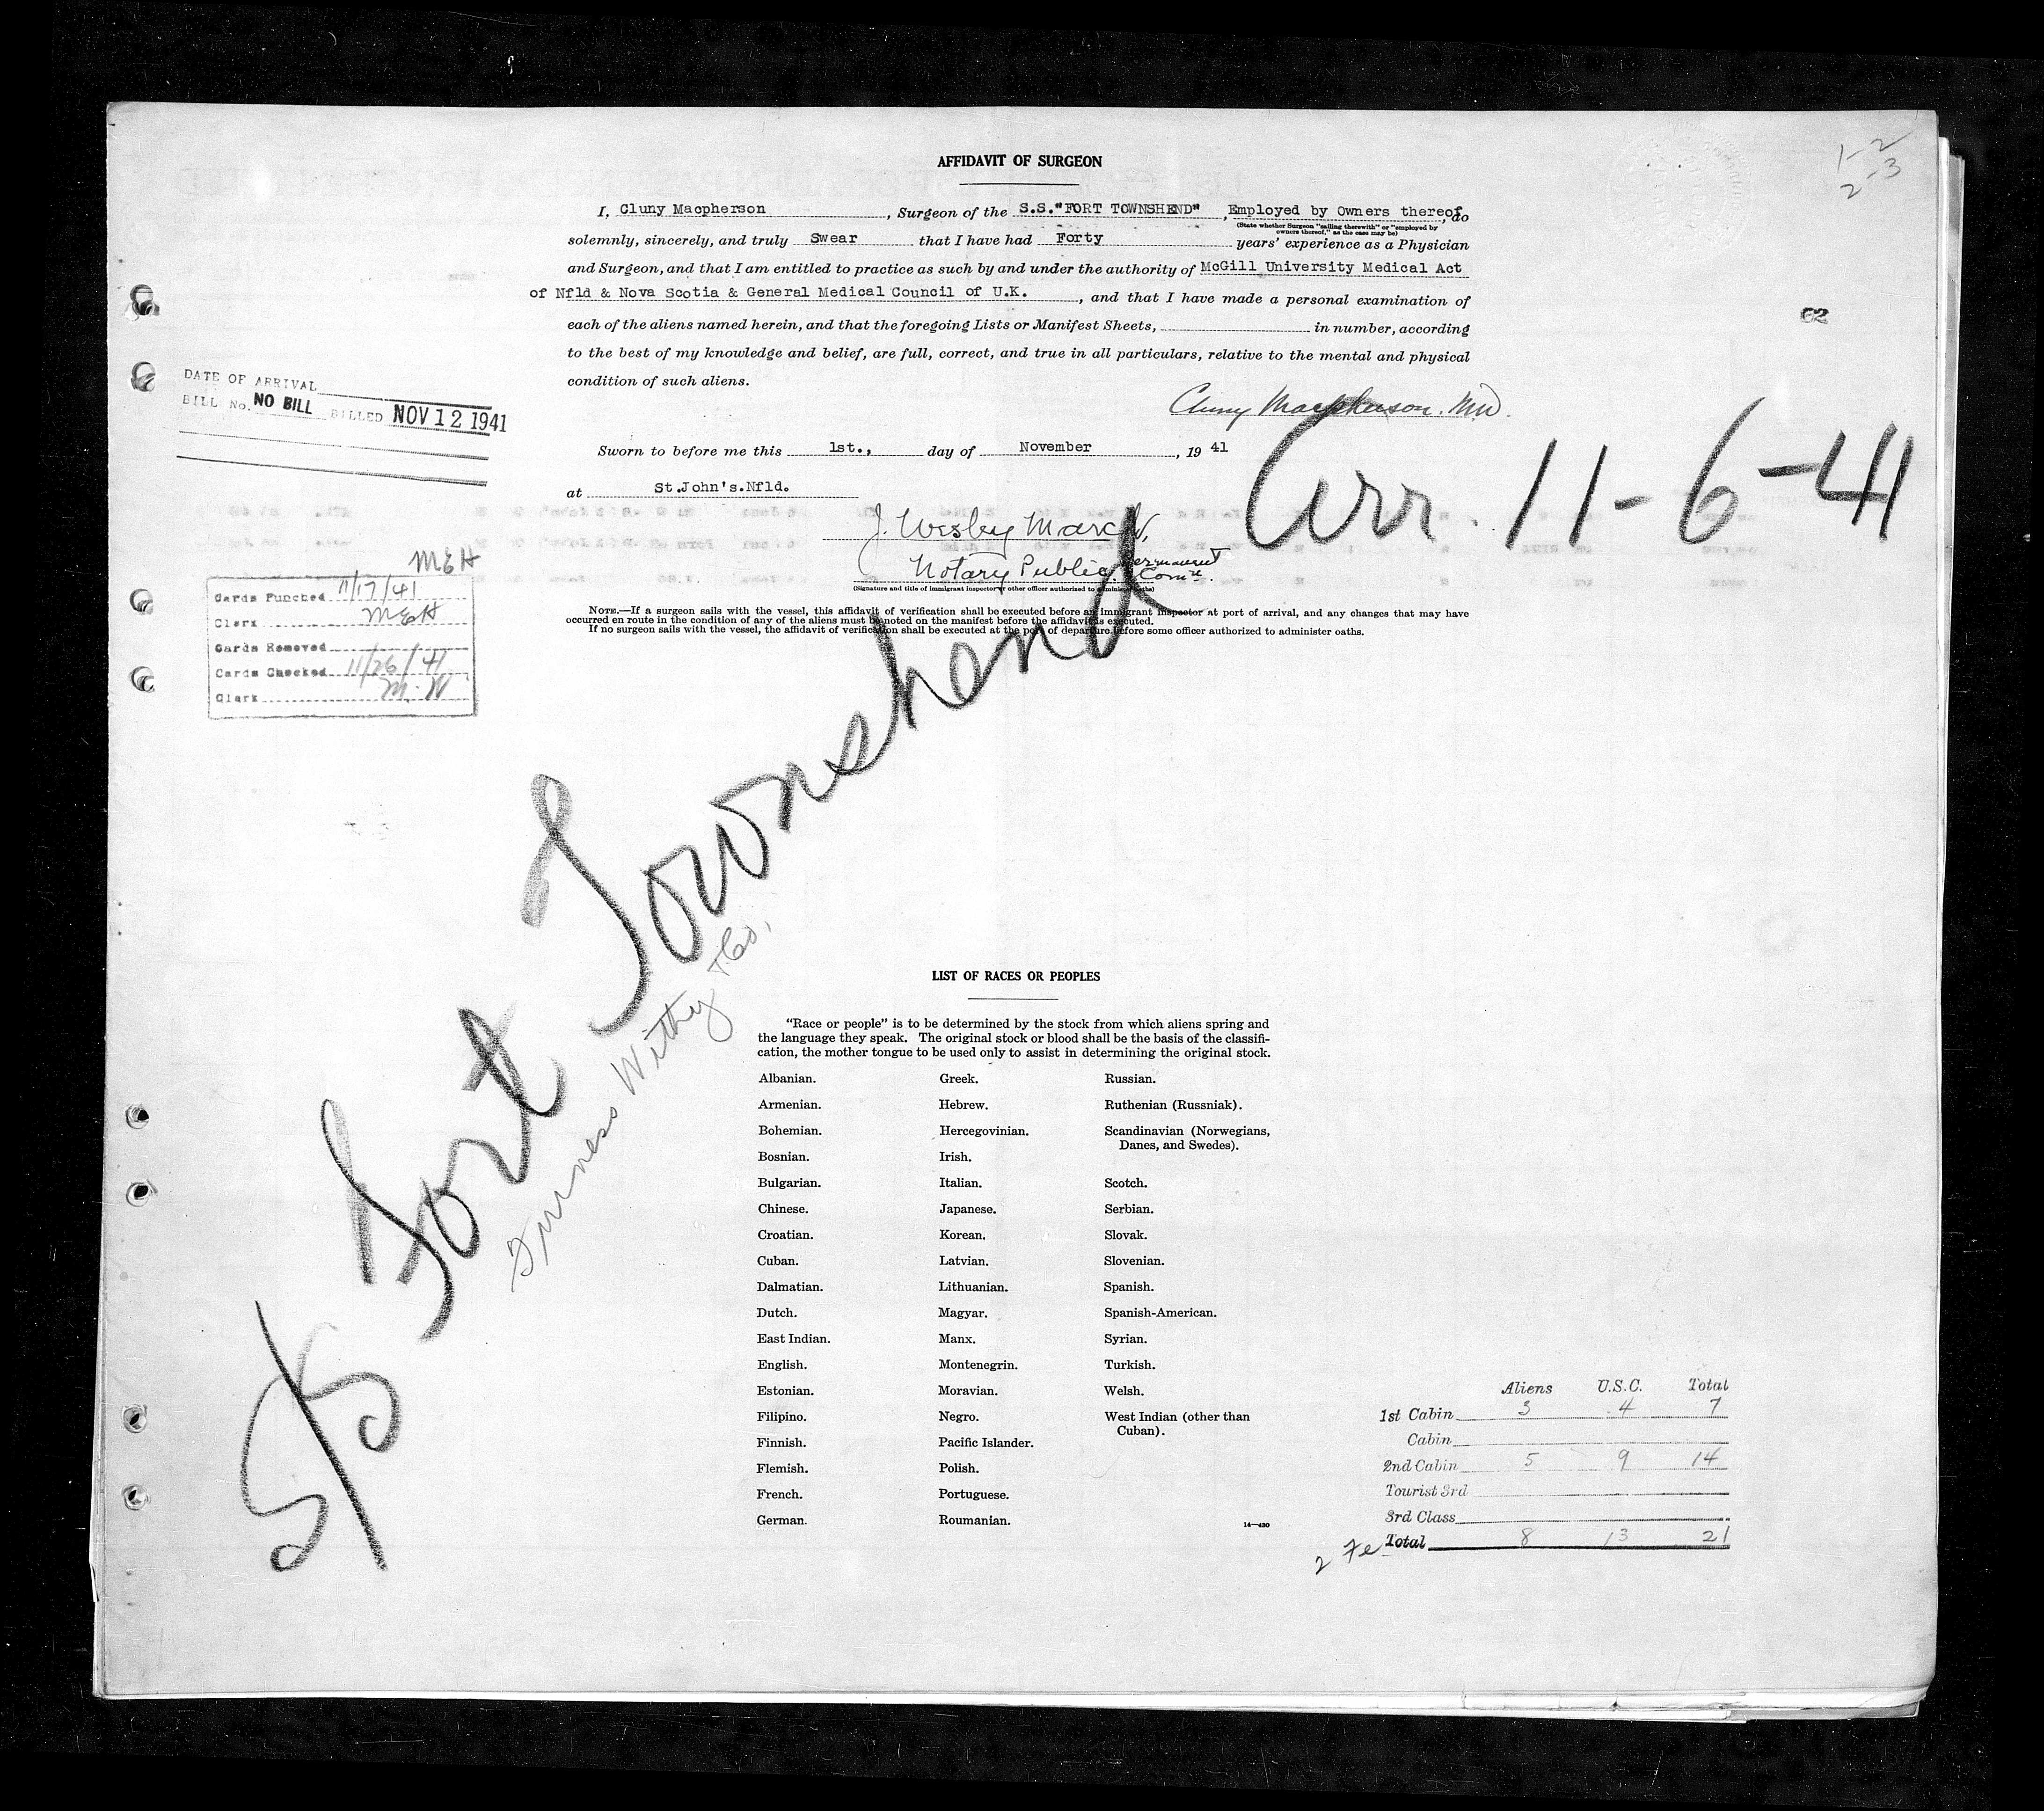 1-2
2-3
AFFIDAVIT OF SURGEON
I, Cluny Macpherson, Surgeon of the S.S."FORT TOWNSHEND", Employed by Owners thereof, do
(State whether Surgeon "sailing therewith" or "employed by
owners thereof," as the case may be)
solemnly, sincerely, and truly Swear that I have had Forty years' experience as a Physician
and Surgeon, and that I am entitled to practice as such by and under the authority of McGill University Medical Act
of Nfld & Nova Scotia & General Medical Council of U.K., and that I have made a personal examination of
each of the aliens named herein, and that the foregoing Lists or Manifest Sheets, in number, according
to the best of my knowledge and belief, are full, correct, and true in all particulars, relative to the mental and physical
condition of such aliens.
62
DATE OF ARRIVAL
BILL No. NO BILL BILLED NOV 12 1941
Cluny Macpherson. MD.
Sworn to before me this 1st., day of November, 19 41
at St.John's.Nfld.
Arr. 11-6-41
J. Wesley March,
Notary Public. Permanent
Comn.
(Signature and title of immigrant inspector or other officer authorized to administer oaths)
NOTE.—If a surgeon sails with the vessel, this affidavit of verification shall be executed before an immigrant inspector at port of arrival, and any changes that may have
occurred en route in the condition of any of the aliens must be noted on the manifest before the affidavit is executed.
If no surgeon sails with the vessel, the affidavit of verification shall be executed at the port of departure before some officer authorized to administer oaths.
MEH
Cards Punched 11/17/41
Clerk MEH
Cards Removed
Cards Checked 11/26/41
Clerk M.W
S/S Fort Townshend
Furness Withy & Co.
LIST OF RACES OR PEOPLES
"Race or people" is to be determined by the stock from which aliens spring and
the language they speak. The original stock or blood shall be the basis of the classifi-
cation, the mother tongue to be used only to assist in determining the original stock.
Albanian. Greek. Russian.
Armenian. Hebrew. Ruthenian (Russniak).
Bohemian. Hercegovinian. Scandinavian (Norwegians,
Danes, and Swedes).
Bosnian. Irish.
Bulgarian. Italian. Scotch.
Chinese. Japanese. Serbian.
Croatian. Korean. Slovak.
Cuban. Latvian. Slovenian.
Dalmatian. Lithuanian. Spanish.
Dutch. Magyar. Spanish-American.
East Indian. Manx. Syrian.
English. Montenegrin. Turkish.
Estonian. Moravian. Welsh.
Filipino. Negro. West Indian (other than
Cuban).
Finnish. Pacific Islander.
Flemish. Polish.
French. Portuguese.
German. Roumanian.
14—430
Aliens U.S.C. Total
1st Cabin 3 4 7
Cabin
2nd Cabin 5 9 14
Tourist 3rd
3rd Class
2 Fe Total 8 13 21